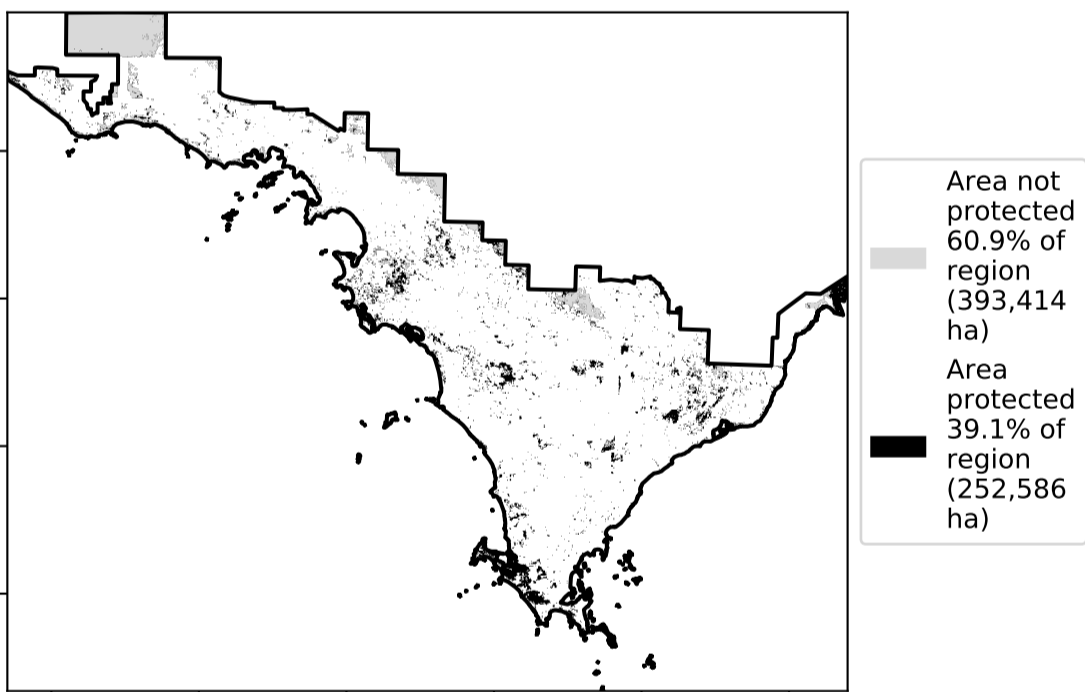 Area not
protected
60.9% of
region
(393,414
ha)
Area
protected
39.1% of
region
(252,586
ha)